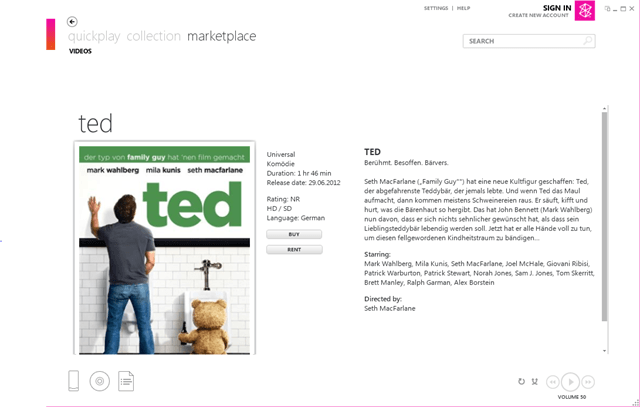 SETTINGS | HELP
SIGN IN
CREATE NEW ACCOUNT
quickplay collection marketplace
VIDEOS
SEARCH
ted
der typ von family guy hat 'nen film gemacht
mark wahlberg mila kunis seth macfarlane
ted
Universal
Komödie
Duration: 1 hr 46 min
Release date: 29.06.2012
Rating: NR
HD / SD
Language: German
BUY
RENT
TED
Berühmt. Besoffen. Bärvers.
Seth MacFarlane („Family Guy"") hat eine neue Kultfigur geschaffen: Ted,
der abgefahrenste Teddybär, der jemals lebte. Und wenn Ted das Maul
aufmacht, dann kommen meistens Schweinereien raus. Er säuft, kifft und
hurt, was die Bärenhaut so hergibt. Das hat John Bennett (Mark Wahlberg)
nun davon, dass er sich nichts sehnlicher gewünscht hat, als dass sein
Lieblingsteddybär lebendig werden soll. Jetzt hat er alle Hände voll zu tun,
um diesen fellgewordenen Kindheitstraum zu bändigen...
Starring:
Mark Wahlberg, Mila Kunis, Seth MacFarlane, Joel McHale, Giovani Ribisi,
Patrick Warburton, Patrick Stewart, Norah Jones, Sam J. Jones, Tom Skerritt,
Brett Manley, Ralph Garman, Alex Borstein
Directed by:
Seth MacFarlane
VOLUME 50